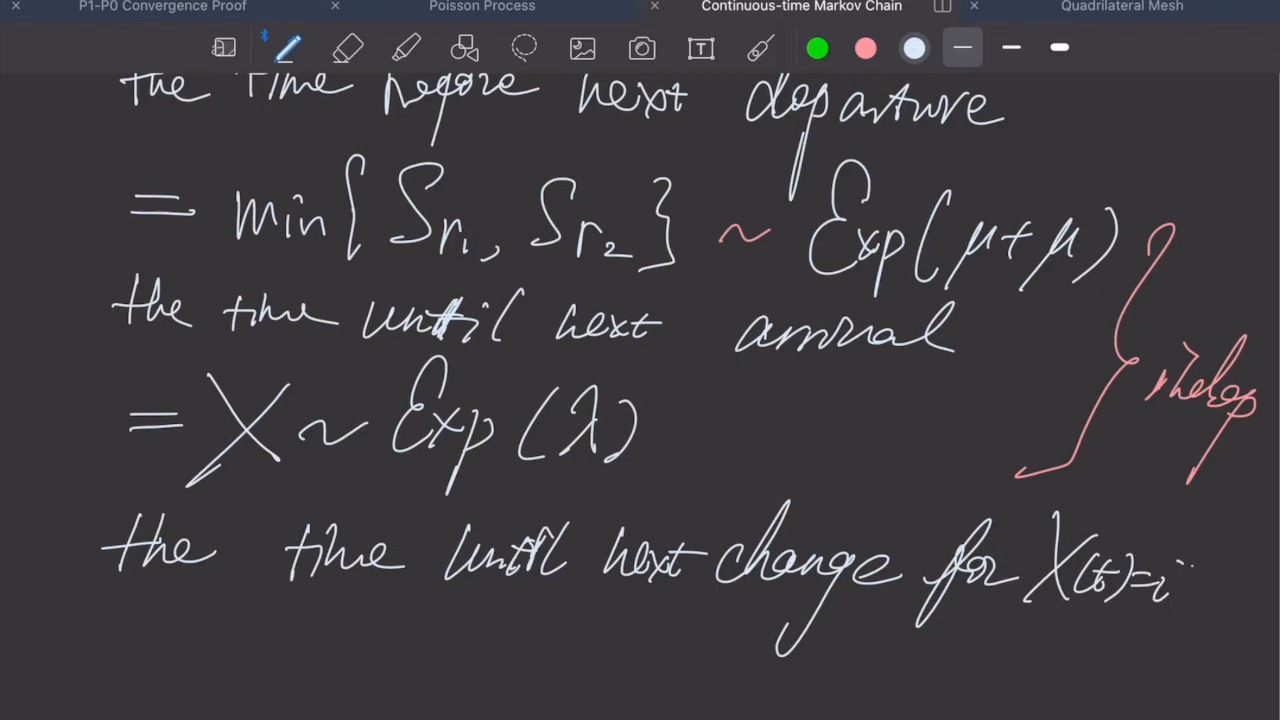 P1-P0 Convergence Proof Poisson Process Continuous-time Markov Chain Quadrilateral Mesh
the time before next departure
= min{Sr₁, Sr₂} ~ Exp(μ+μ)
the time until next arrival
indep
= X ~ Exp(λ)
the time until next change for X(t)=i